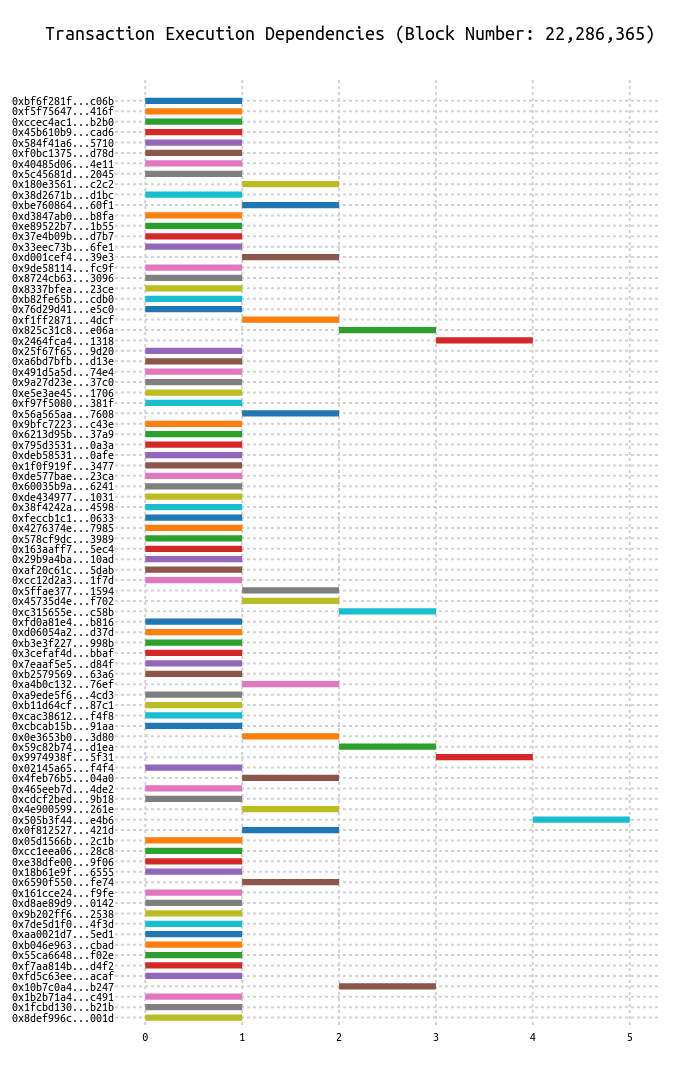 Transaction Execution Dependencies (Block Number: 22,286,365)
0xbf6f281f...c06b
0xf5f75647...416f
0xccec4ac1...b2b0
0x45b610b9...cad6
0x584f41a6...5710
0xf0bc1375...d78d
0x40485d06...4e11
0x5c45681d...2045
0x180e3561...c2c2
0x38d2671b...d1bc
0xbe760864...60f1
0xd3847ab0...b8fa
0xe89522b7...1b55
0x37e4b09b...d7b7
0x33eec73b...6fe1
0xd001cef4...39e3
0x9de58114...fc9f
0x8724cb63...3096
0x8337bfea...23ce
0xb82fe65b...cdb0
0x76d29d41...e5c0
0xf1ff2871...4dcf
0x825c31c8...e06a
0x2464fca4...1318
0x25f67f65...9d20
0xa6bd7bfb...d13e
0x491d5a5d...74e4
0x9a27d23e...37c0
0xe5e3ae45...1706
0xf97f5080...381f
0x56a565aa...7608
0x9bfc7223...c43e
0x6213d95b...37a9
0x795d3531...0a3a
0xdeb58531...0afe
0x1f0f919f...3477
0xde577bae...23ca
0x60035b9a...6241
0xde434977...1031
0x38f4242a...4598
0xfeccb1c1...0633
0x4276374e...7985
0x578cf9dc...3989
0x163aaff7...5ec4
0x29b9a4ba...10ad
0xaf20c61c...5dab
0xcc12d2a3...1f7d
0x5ffae377...1594
0x45735d4e...f702
0xc315655e...c58b
0xfd0a81e4...b816
0xd06054a2...d37d
0xb3e3f227...998b
0x3cefaf4d...bbaf
0x7eaaf5e5...d84f
0xb2579569...63a6
0xa4b0c132...76ef
0xa9ede5f6...4cd3
0xb11d64cf...87c1
0xcac38612...f4f8
0xcbcab15b...91aa
0x0e3653b0...3d80
0x59c82b74...d1ea
0x9974938f...5f31
0x02145a65...f4f4
0x4feb76b5...04a0
0x465eeb7d...4de2
0xcdcf2bed...9b18
0x4e900599...261e
0x505b3f44...e4b6
0x0f812527...421d
0x05d1566b...2c1b
0xcc1eea06...28c8
0xe38dfe00...9f06
0x18b61e9f...6555
0x6590f550...fe74
0x161cce24...f9fe
0xd8ae89d9...0142
0x9b202ff6...2538
0x7de5d1f0...4f3d
0xaa0021d7...5ed1
0xb046e963...cbad
0x55ca6648...f02e
0xf7aa814b...d4f2
0xfd5c63ee...acaf
0x10b7c0a4...b247
0x1b2b71a4...c491
0x1fcbd130...b21b
0x8def996c...001d
0 1 2 3 4 5